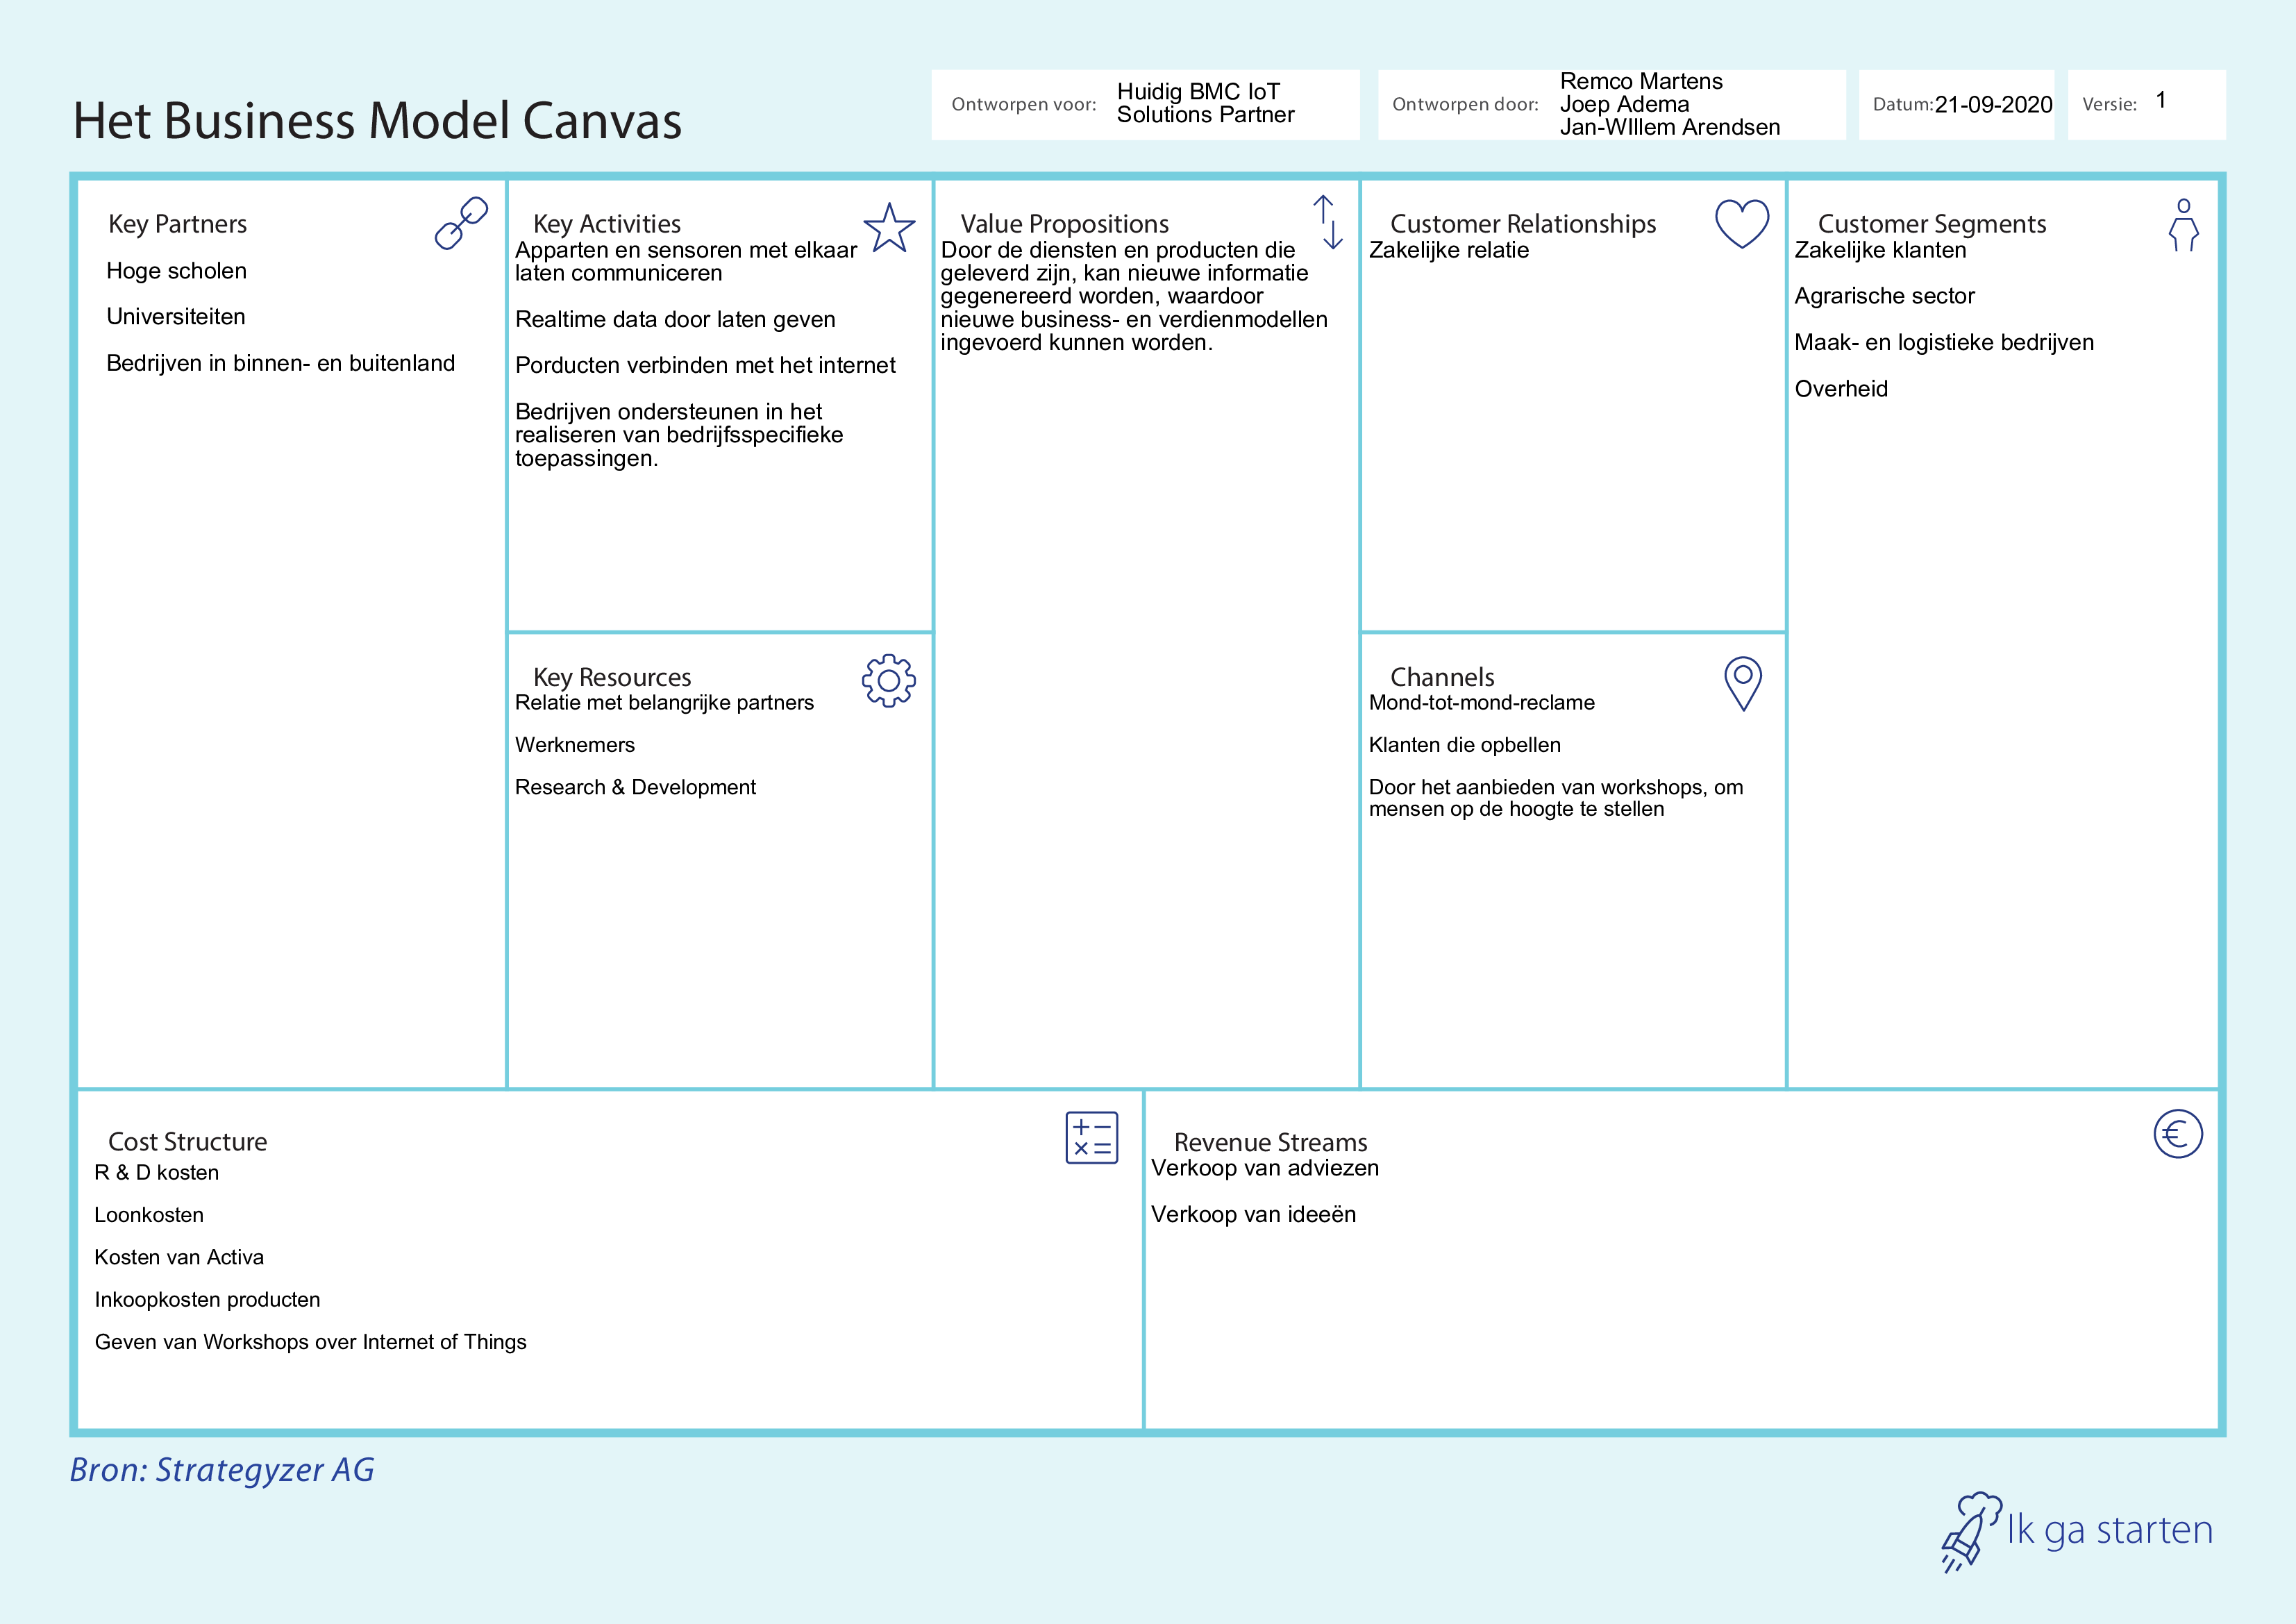 Het Business Model Canvas
Ontworpen voor:
Huidig BMC IoT
Solutions Partner
Ontworpen door:
Remco Martens
Joep Adema
Jan-WIllem Arendsen
Datum: 21-09-2020
Versie: 1
Key Partners
Hoge scholen
Universiteiten
Bedrijven in binnen- en buitenland
Key Activities
Apparten en sensoren met elkaar
laten communiceren
Realtime data door laten geven
Porducten verbinden met het internet
Bedrijven ondersteunen in het
realiseren van bedrijfsspecifieke
toepassingen.
Key Resources
Relatie met belangrijke partners
Werknemers
Research & Development
Value Propositions
Door de diensten en producten die
geleverd zijn, kan nieuwe informatie
gegenereerd worden, waardoor
nieuwe business- en verdienmodellen
ingevoerd kunnen worden.
Customer Relationships
Zakelijke relatie
Channels
Mond-tot-mond-reclame
Klanten die opbellen
Door het aanbieden van workshops, om
mensen op de hoogte te stellen
Customer Segments
Zakelijke klanten
Agrarische sector
Maak- en logistieke bedrijven
Overheid
Cost Structure
R & D kosten
Loonkosten
Kosten van Activa
Inkoopkosten producten
Geven van Workshops over Internet of Things
Revenue Streams
Verkoop van adviezen
Verkoop van ideeën
Bron: Strategyzer AG
Ik ga starten